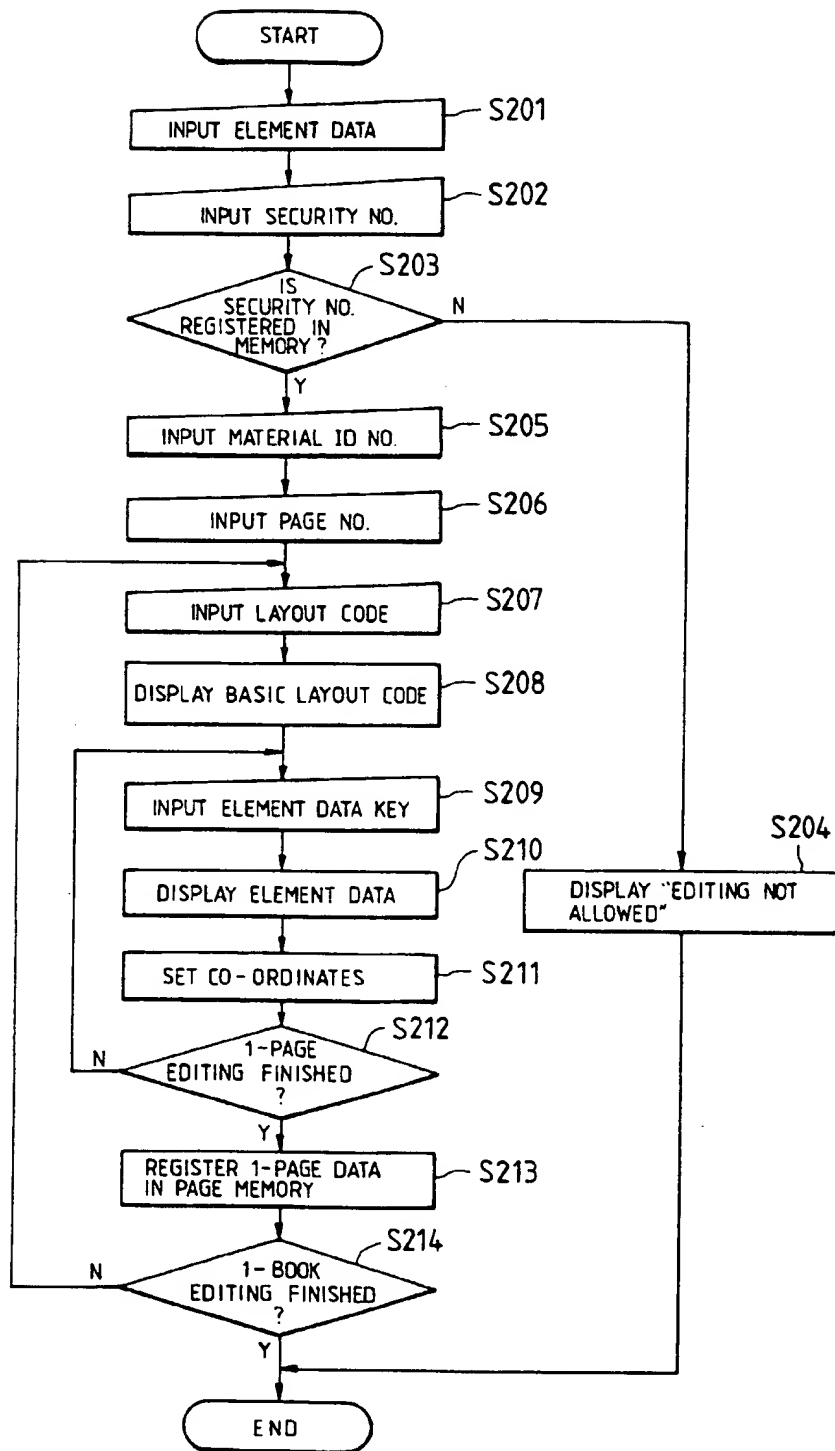 START
INPUT ELEMENT DATA
S201
INPUT SECURITY NO.
S202
S203
IS
SECURITY NO.
REGISTERED IN
MEMORY?
N
Y
INPUT MATERIAL ID NO.
S205
INPUT PAGE NO.
S206
INPUT LAYOUT CODE
S207
DISPLAY BASIC LAYOUT CODE
S208
INPUT ELEMENT DATA KEY
S209
DISPLAY ELEMENT DATA
S210
S204
DISPLAY "EDITING NOT
ALLOWED"
SET CO-ORDINATES
S211
S212
1-PAGE
EDITING FINISHED
?
N
Y
REGISTER 1-PAGE DATA
IN PAGE MEMORY
S213
S214
1-BOOK
EDITING FINISHED
?
N
Y
END